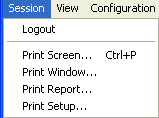 Session View Configuration
Logout
Print Screen... Ctrl+P
Print Window...
Print Report...
Print Setup...